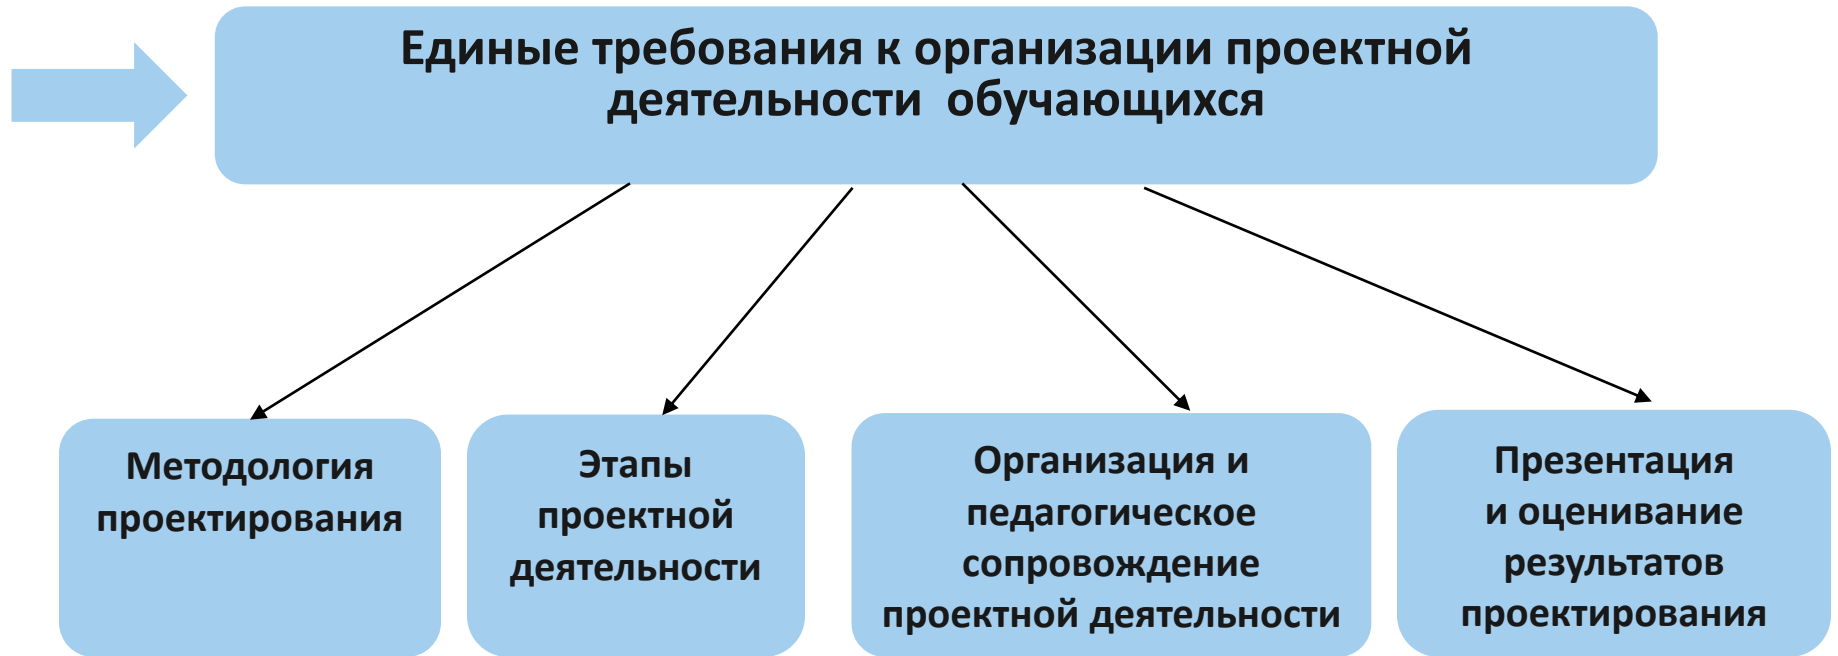 Единые требования к организации проектной
деятельности  обучающихся
Методология
проектирования
Этапы
проектной
деятельности
Организация и
педагогическое
сопровождение
проектной деятельности
Презентация
и оценивание
результатов
проектирования